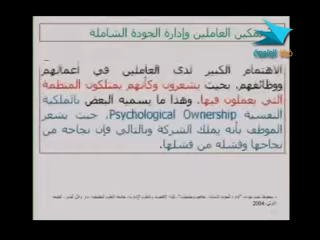 تمكين العاملين وإدارة الجودة الشاملة
الاهتمام الكبير لدى العاملين في أعمالهم
ووظائفهم، بحيث يشعرون وكأنهم يمتلكون المنظمة
التي يعملون فيها. وهذا ما يسميه البعض بالملكية
النفسية Psychological Ownership، حيث يشعر
الموظف بأنه يملك الشركة وبالتالي فإن نجاحه من
نجاحها وفشله من فشلها.
2004